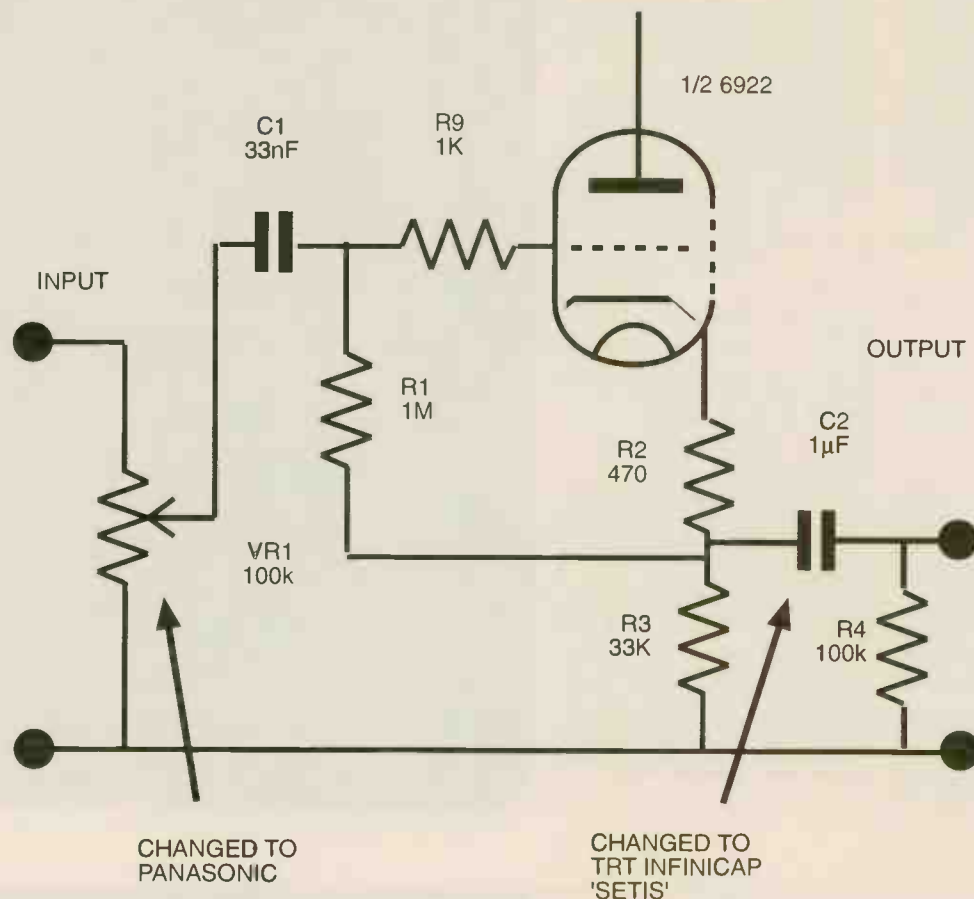 1/2 6922
C1
33nF
R9
1K
INPUT
R1
1M
OUTPUT
C2
1µF
R2
470
VR1
100k
R3
33K
R4
100k
CHANGED TO
PANASONIC
CHANGED TO
TRT INFINICAP
'SETIS'